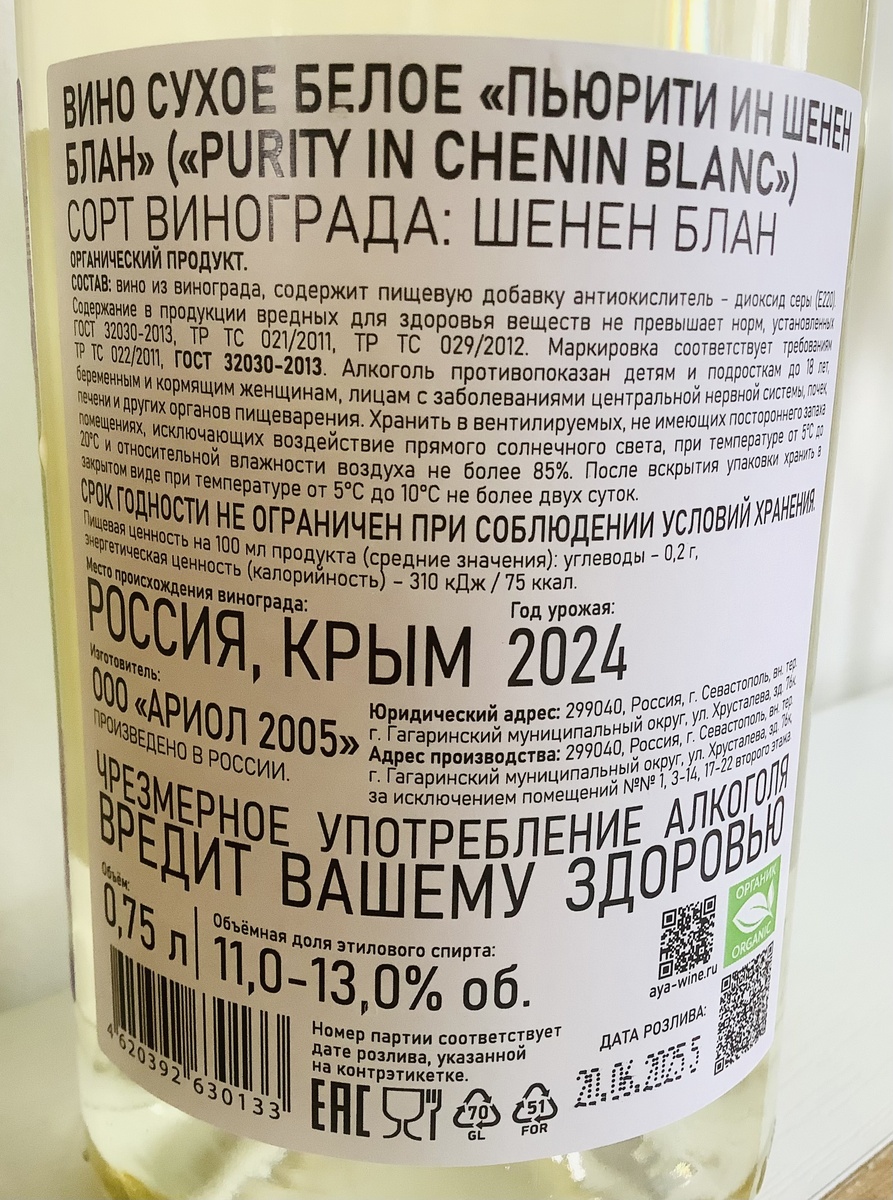 ВИНО СУХОЕ БЕЛОЕ «ПЬЮРИТИ ИН ШЕНЕН
БЛАН» («PURITY IN CHENIN BLANC»)
СОРТ ВИНОГРАДА: ШЕНЕН БЛАН
ОРГАНИЧЕСКИЙ ПРОДУКТ.
СОСТАВ: вино из винограда, содержит пищевую добавку антиокислитель - диоксид серы (Е220).
Содержание в продукции вредных для здоровья веществ не превышает норм, установленных
ГОСТ 32030-2013, ТР ТС 021/2011, ТР ТС 029/2012. Маркировка соответствует требованиям
ТР ТС 022/2011, ГОСТ 32030-2013. Алкоголь противопоказан детям и подросткам до 18 лет,
беременным и кормящим женщинам, лицам с заболеваниями центральной нервной системы, почек,
печени и других органов пищеварения. Хранить в вентилируемых, не имеющих постороннего запаха
помещениях, исключающих воздействие прямого солнечного света, при температуре от 5°С до
20°С и относительной влажности воздуха не более 85%. После вскрытия упаковки хранить в
закрытом виде при температуре от 5°С до 10°С не более двух суток.
СРОК ГОДНОСТИ НЕ ОГРАНИЧЕН ПРИ СОБЛЮДЕНИИ УСЛОВИЙ ХРАНЕНИЯ.
Пищевая ценность на 100 мл продукта (средние значения): углеводы - 0,2 г,
энергетическая ценность (калорийность) - 310 кДж / 75 ккал.
Место происхождения винограда:
РОССИЯ, КРЫМ
Год урожая:
2024
Изготовитель:
ООО «АРИОЛ 2005»
ПРОИЗВЕДЕНО В РОССИИ.
Юридический адрес: 299040, Россия, г. Севастополь, вн. тер.
г. Гагаринский муниципальный округ, ул. Хрусталева, зд. 76к.
Адрес производства: 299040, Россия, г. Севастополь, вн. тер.
г. Гагаринский муниципальный округ, ул. Хрусталева, зд. 76к,
за исключением помещений №№ 1, 3-14, 17-22 второго этажа
ЧРЕЗМЕРНОЕ УПОТРЕБЛЕНИЕ АЛКОГОЛЯ
ВРЕДИТ ВАШЕМУ ЗДОРОВЬЮ
Объём:
0,75 л
Объёмная доля этилового спирта:
11,0-13,0% об.
ОРГАНИК
ORGANIC
aya-wine.ru
4 620392 630133
Номер партии соответствует
дате розлива, указанной
на контрэтикетке.
ДАТА РОЗЛИВА:
20.06.2025 5
EAC
70
GL
51
FOR